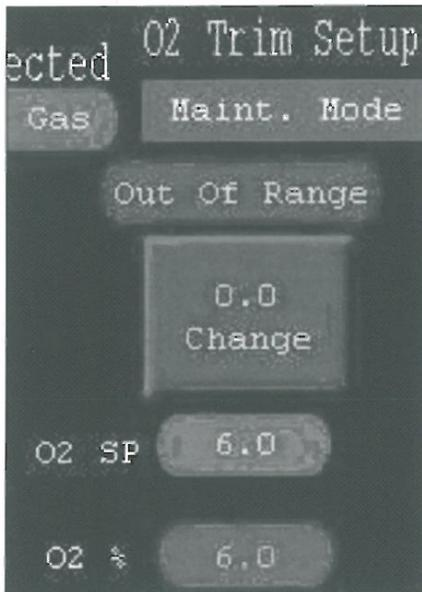 O2 Trim Setup
ected
Gas
Maint. Mode
Out Of Range
0.0
Change
O2 SP 6.0
O2 % 6.0